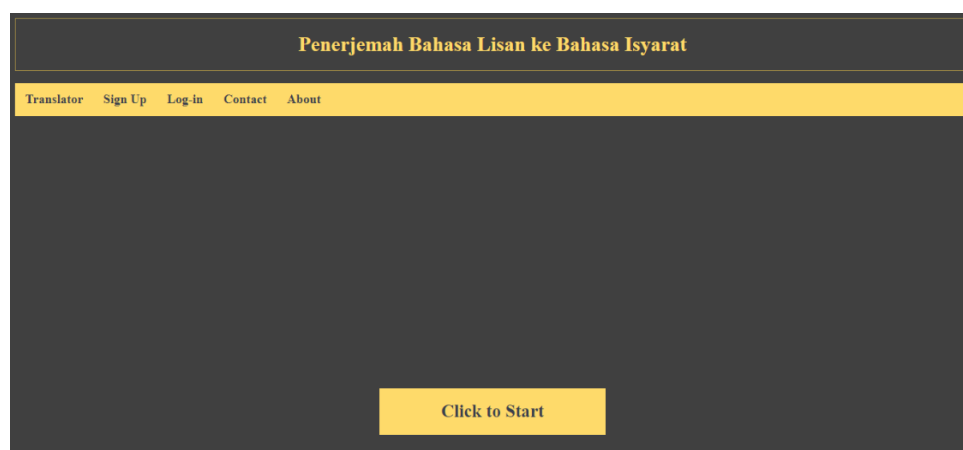 Penerjemah Bahasa Lisan ke Bahasa Isyarat
Translator Sign Up Log-in Contact About
Click to Start